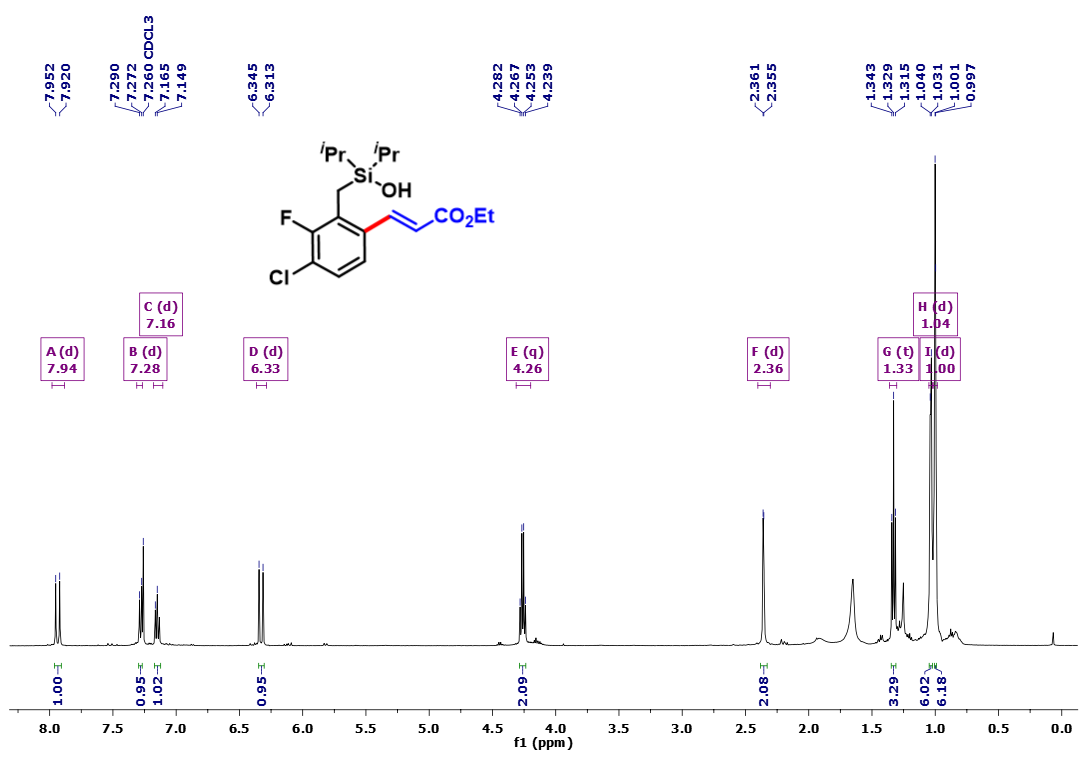 7.952
7.920
7.290
7.272
7.260 CDCL3
7.165
7.149
6.345
6.313
4.282
4.267
4.253
4.239
2.361
2.355
1.343
1.329
1.315
1.040
1.031
1.001
0.997
iPr
iPr
Si
OH
F
CO2Et
Cl
C (d)
7.16
H (d)
1.04
A (d)
7.94
B (d)
7.28
D (d)
6.33
E (q)
4.26
F (d)
2.36
G (t)
1.33
I (d)
1.00
1.00
0.95
1.02
0.95
2.09
2.08
3.29
6.02
6.18
8.0 7.5 7.0 6.5 6.0 5.5 5.0 4.5 4.0 3.5 3.0 2.5 2.0 1.5 1.0 0.5 0.0
f1 (ppm)